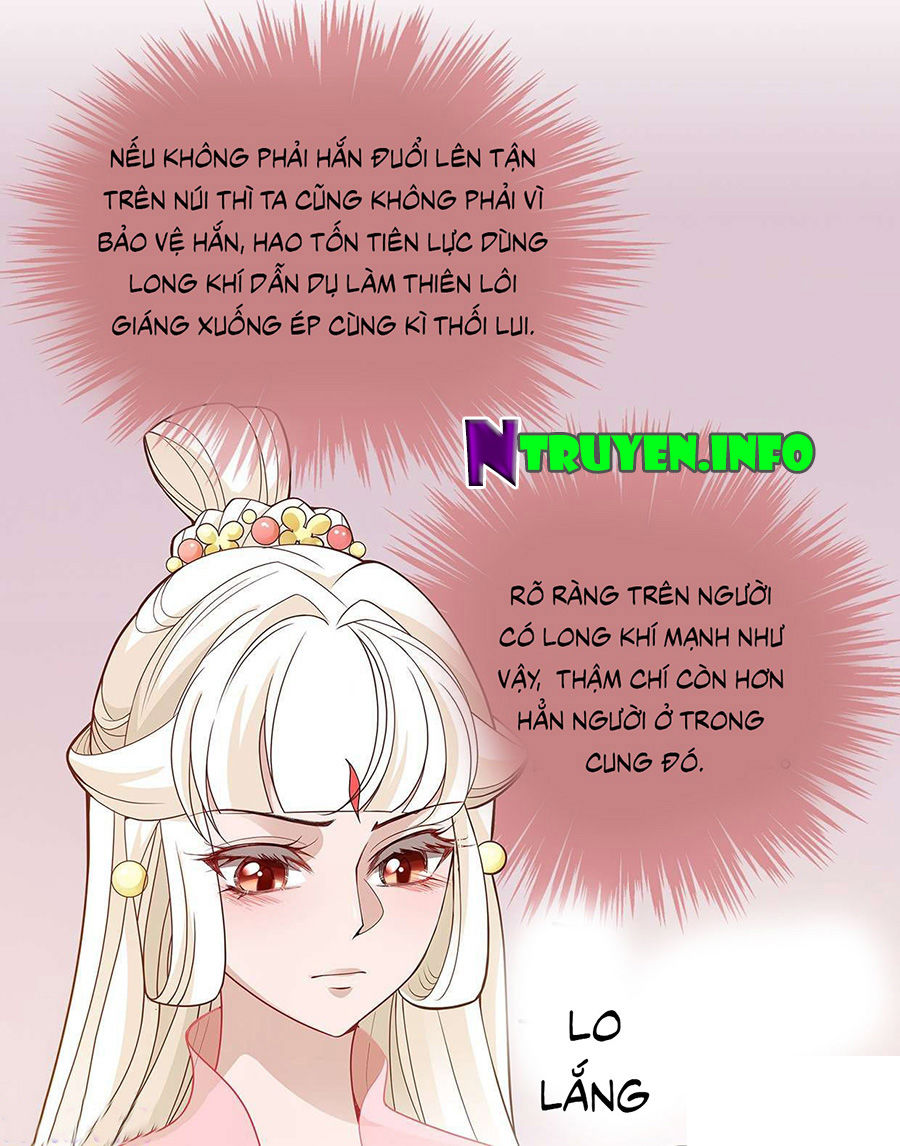 NẾU KHÔNG PHẢI HẮN ĐUỔI LÊN TẬN
TRÊN NÚI THÌ TA CŨNG KHÔNG PHẢI VÌ
BẢO VỆ HẮN, HAO TỐN TIÊN LỰC DÙNG
LONG KHÍ DẪN DỤ LÀM THIÊN LÔI
GIÁNG XUỐNG ÉP CÙNG KÌ THỐI LUI.
NTRUYEN.INFO
RÕ RÀNG TRÊN NGƯỜI
CÓ LONG KHÍ MẠNH NHƯ
VẬY, THẬM CHÍ CÒN HƠN
HẲN NGƯỜI Ở TRONG
CUNG ĐÓ.
LO
LẮNG